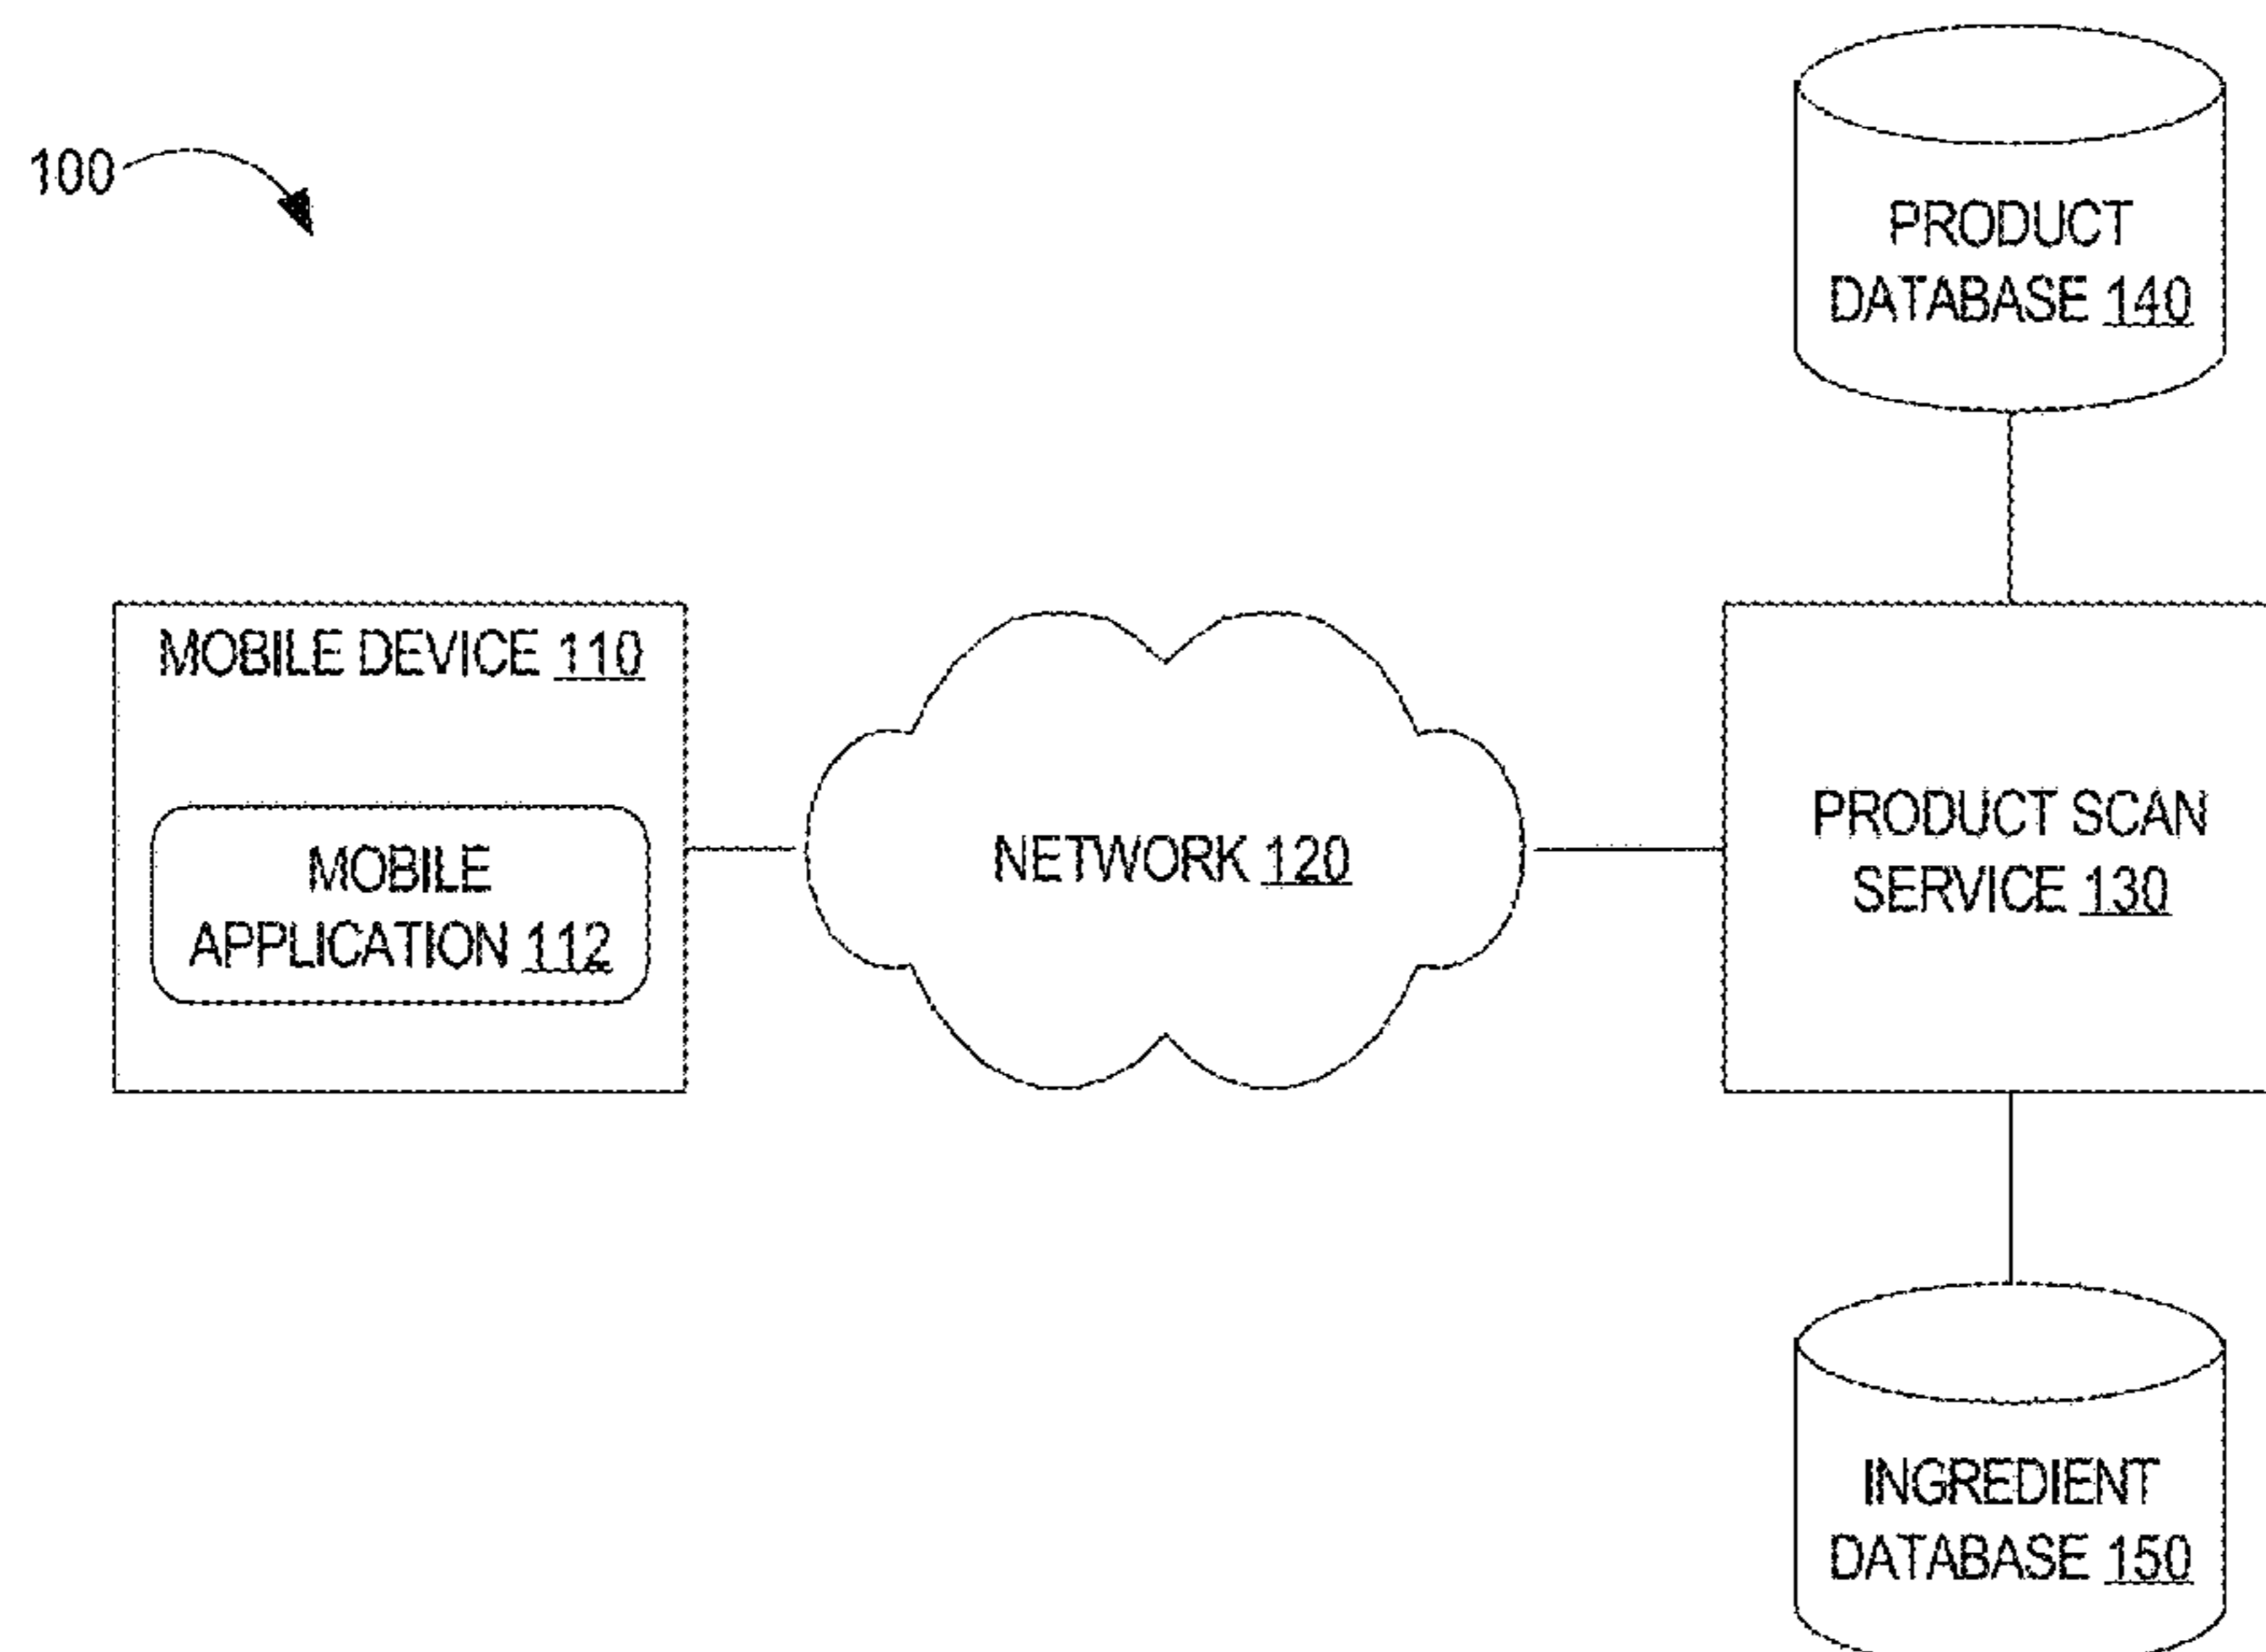 100
PRODUCT
DATABASE 140
MOBILE DEVICE 110
MOBILE
APPLICATION 112
NETWORK 120
PRODUCT SCAN
SERVICE 130
INGREDIENT
DATABASE 150